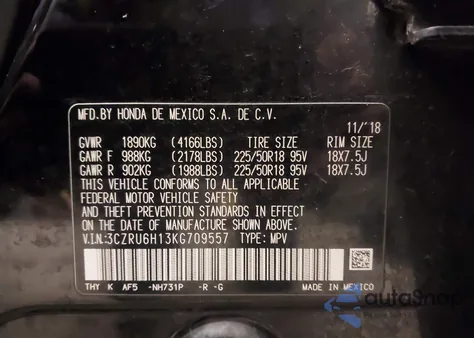 MFD.BY HONDA DE MEXICO S.A. DE C.V.
11/'18
GVWR 1890KG (4166LBS) TIRE SIZE RIM SIZE
GAWR F 988KG (2178LBS) 225/50R18 95V 18X7.5J
GAWR R 902KG (1988LBS) 225/50R18 95V 18X7.5J
THIS VEHICLE CONFORMS TO ALL APPLICABLE
FEDERAL MOTOR VEHICLE SAFETY AND
THEFT PREVENTION STANDARDS IN EFFECT
ON THE DATE OF MANUFACTURE SHOWN ABOVE.
V.I.N:3CZRU6H13KG709557 TYPE: MPV
THY K AF5 -NH731P -R -G MADE IN MEXICO
autoSnap